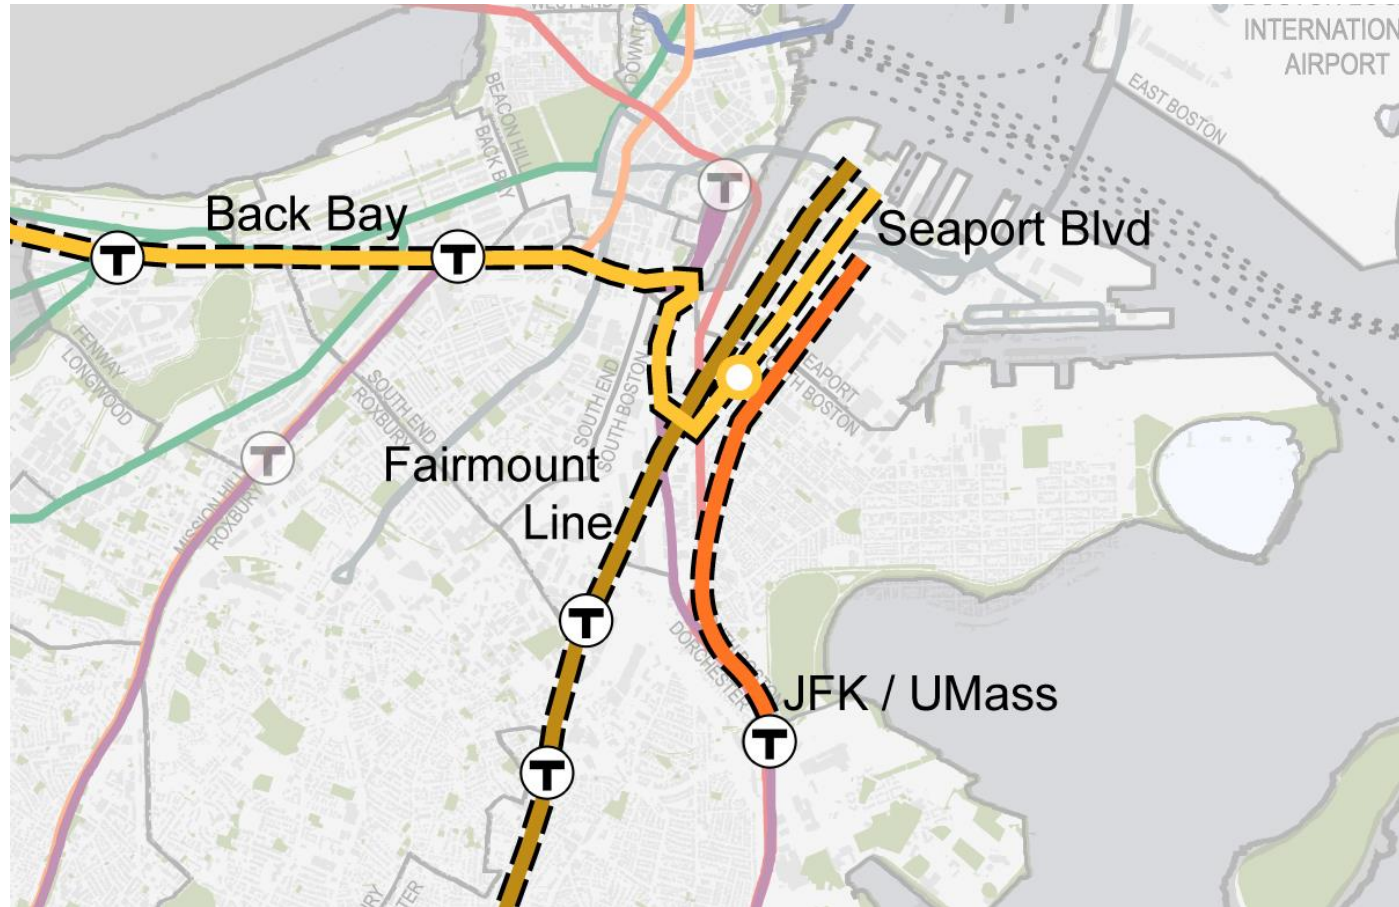 INTERNATION
AIRPORT
EAST BOSTON
DOWNTO
BEACON HILL
BACK BAY
Back Bay
Seaport Blvd
T
T
T
FENWAY
LONGWOOD
SOUTH END
ROXBURY
SOUTH END
SOUTH BOSTON
SEAPORT
SOUTH BOSTON
T
MISSION HILL
ROXBURY
Fairmount
Line
T
DORCHESTER
JFK / UMass
T
T